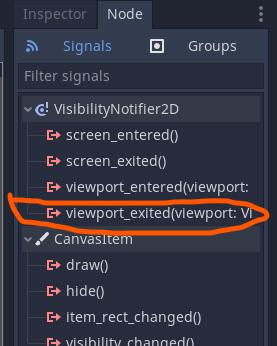 Inspector Node
Signals Groups
Filter signals
VisibilityNotifier2D
screen_entered()
screen_exited()
viewport_entered(viewport:
viewport_exited(viewport: Vi
CanvasItem
draw()
hide()
item_rect_changed()
visibility_changed()